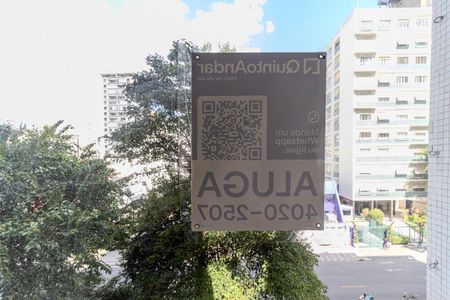 QuintoAndar
Mande um
Whatsapp
ou ligue.
ALUGA
4020-2507